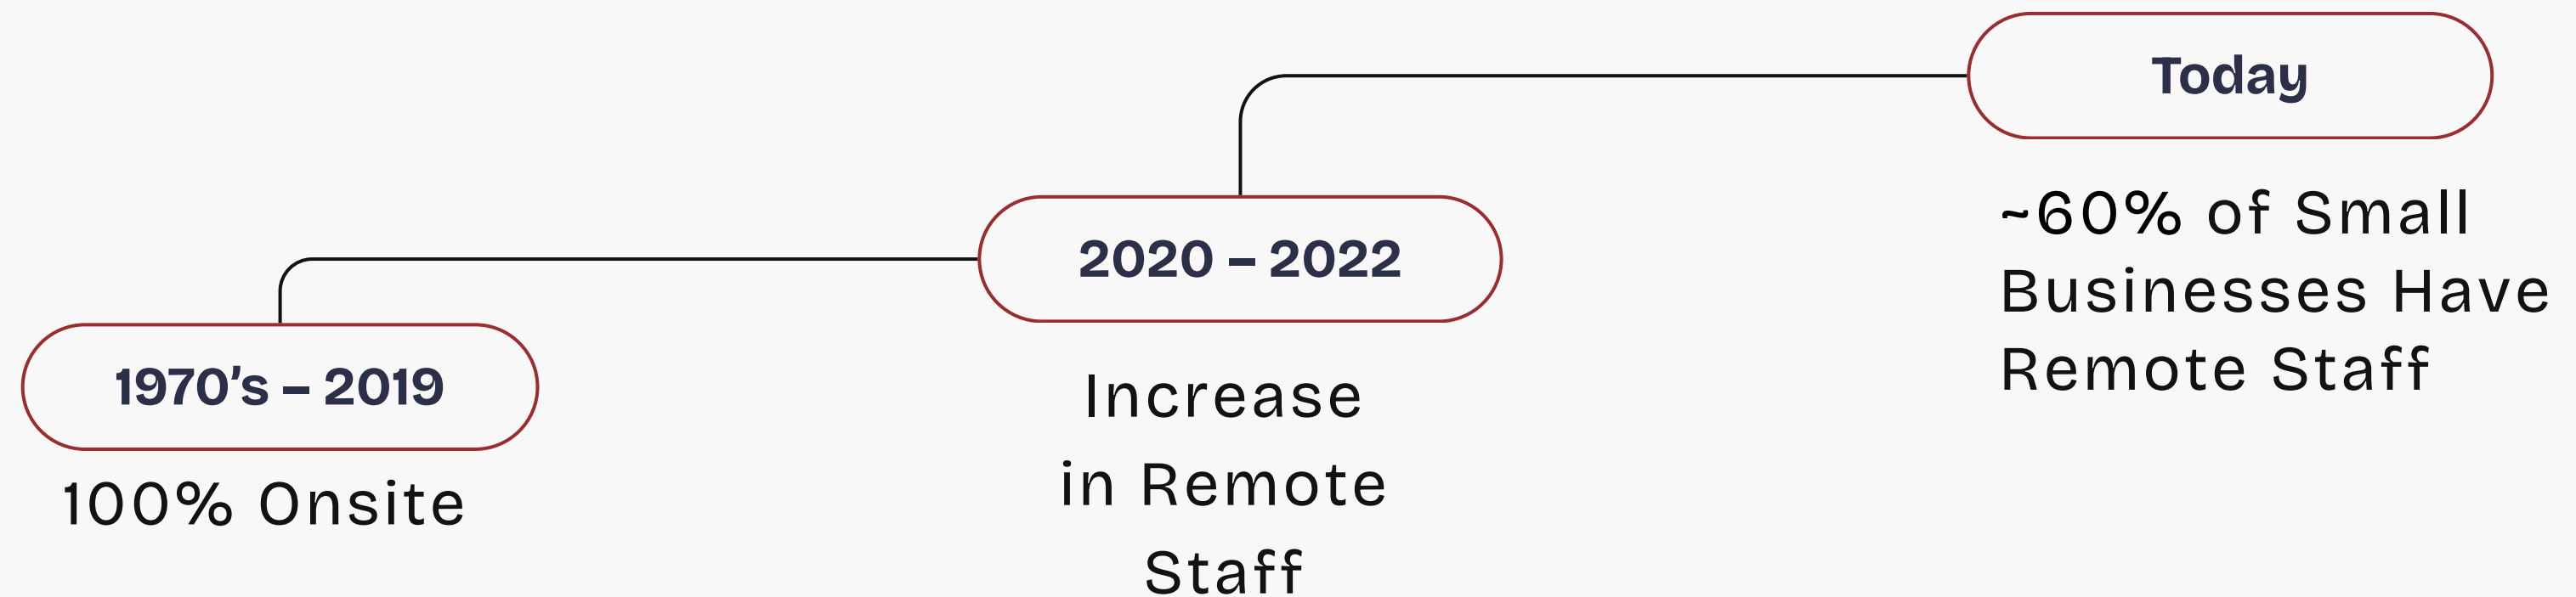 1970’s – 2019
100% Onsite
2020 – 2022
Increase
in Remote
Staff
Today
~60% of Small
Businesses Have
Remote Staff